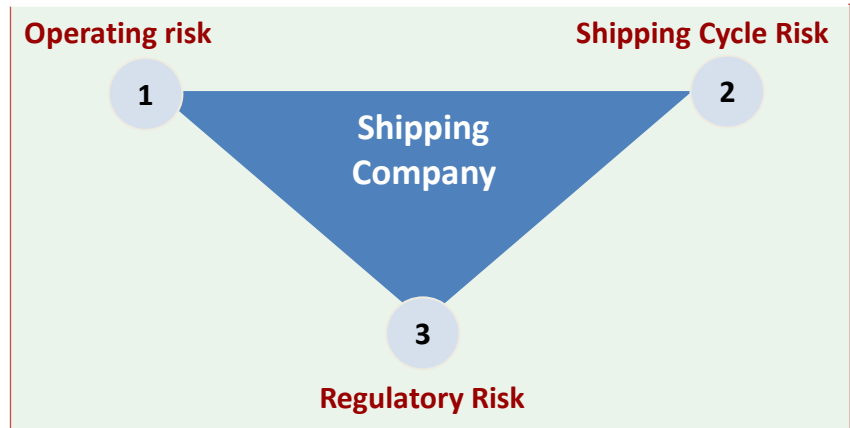 Operating risk
Shipping Cycle Risk
1
2
Shipping
Company
3
Regulatory Risk